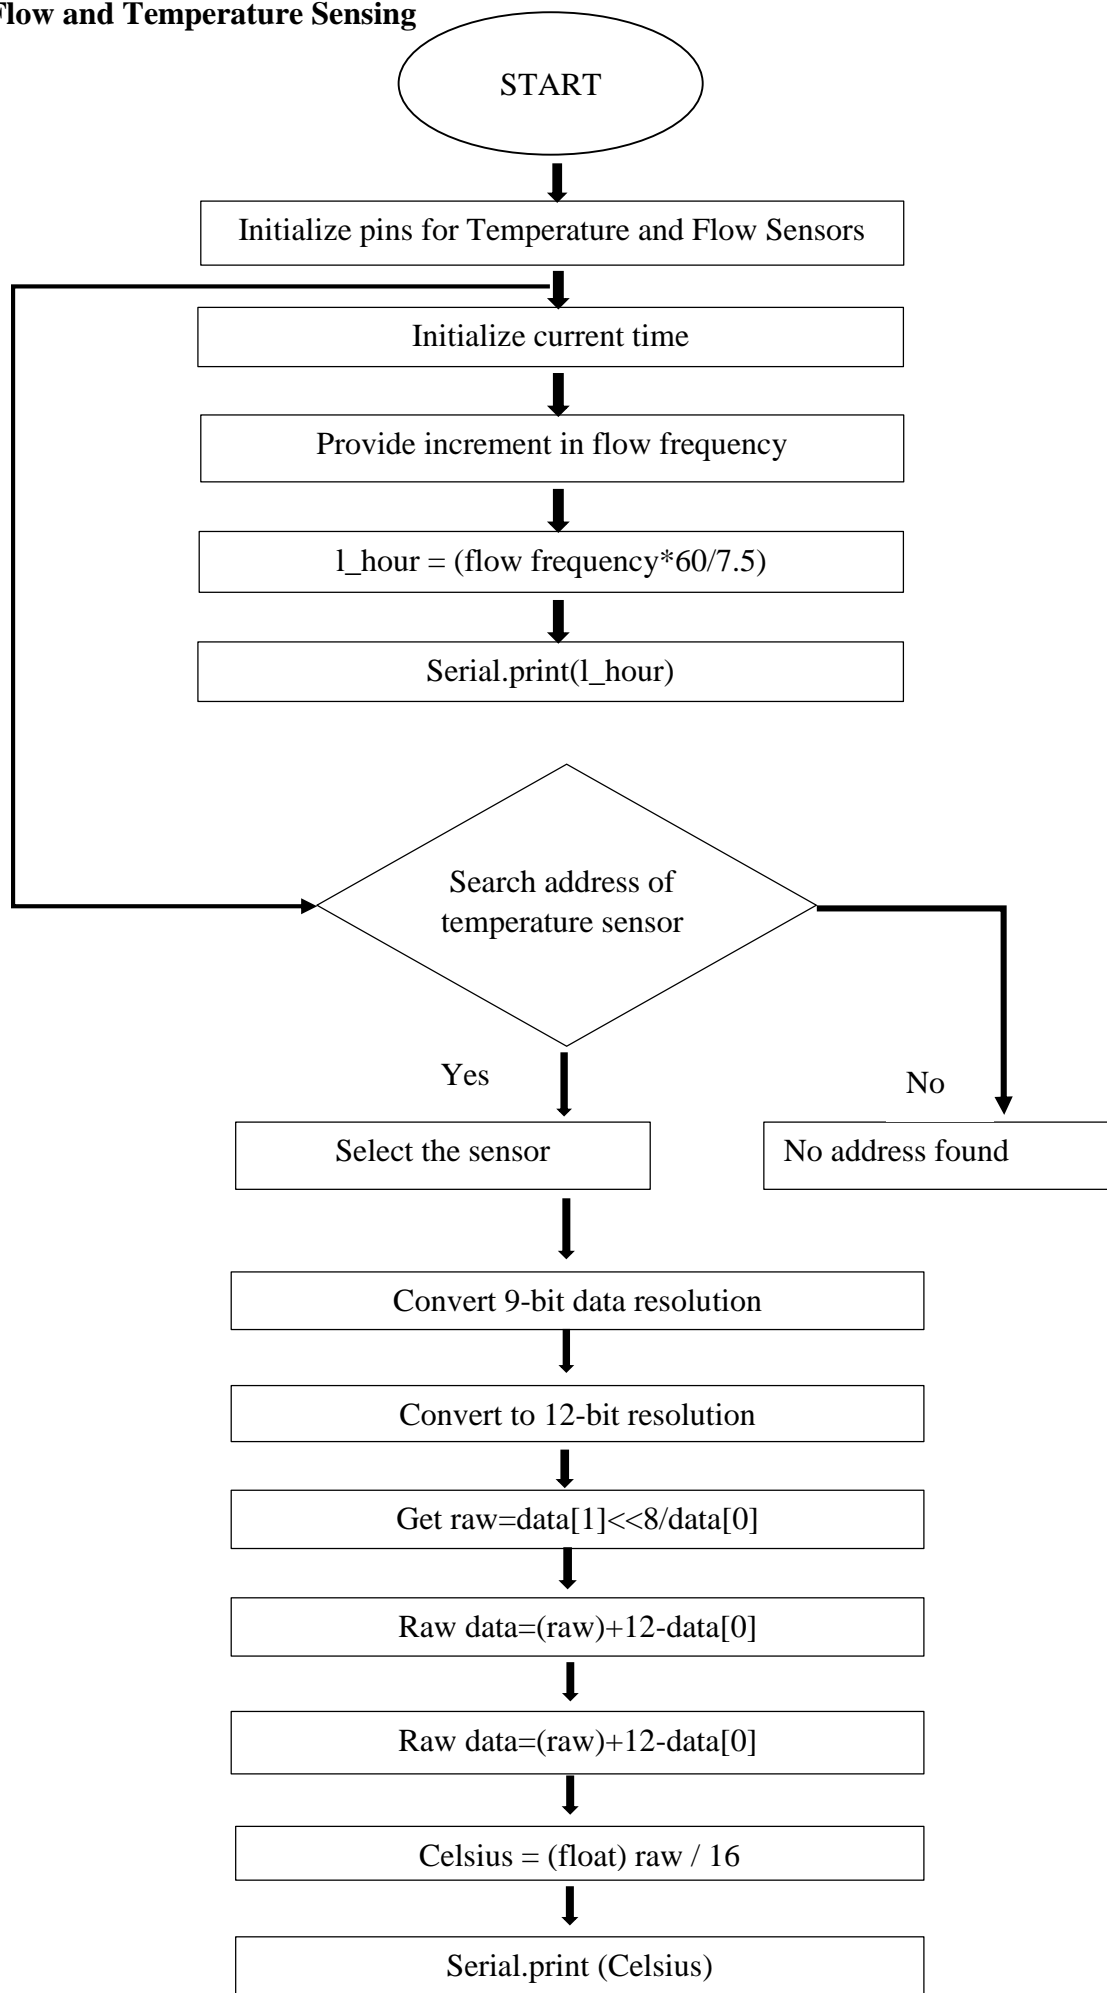 Flow and Temperature Sensing
START
Initialize pins for Temperature and Flow Sensors
Initialize current time
Provide increment in flow frequency
l_hour = (flow frequency*60/7.5)
Serial.print(l_hour)
Search address of
temperature sensor
Yes
No
Select the sensor
No address found
Convert 9-bit data resolution
Convert to 12-bit resolution
Get raw=data[1]<<8/data[0]
Raw data=(raw)+12-data[0]
Raw data=(raw)+12-data[0]
Celsius = (float) raw / 16
Serial.print (Celsius)